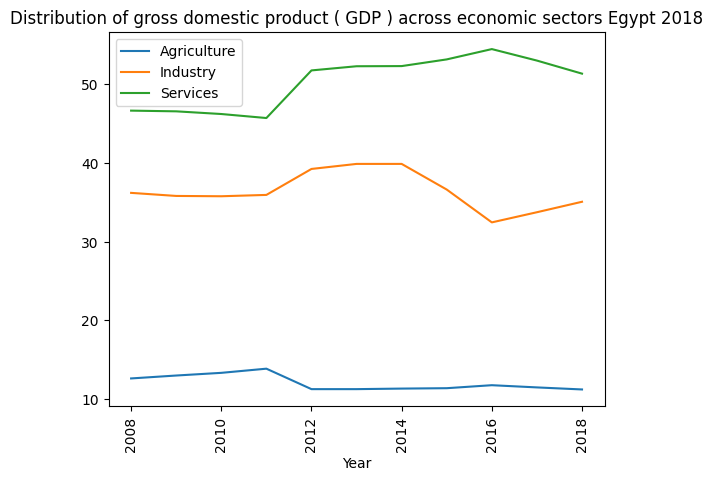 Distribution of gross domestic product ( GDP ) across economic sectors Egypt 2018
Agriculture
Industry
Services
50
40
30
20
10
2008
2010
2012
2014
2016
2018
Year